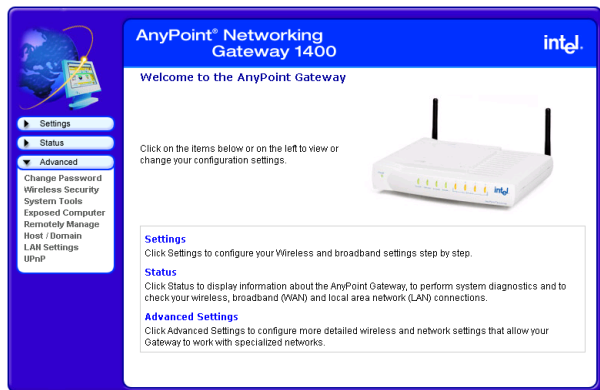 AnyPoint® Networking
Gateway 1400
intel.
Welcome to the AnyPoint Gateway
Settings
Status
Advanced
Change Password
Wireless Security
System Tools
Exposed Computer
Remotely Manage
Host / Domain
LAN Settings
UPnP
Click on the items below or on the left to view or
change your configuration settings.
intel
Settings
Click Settings to configure your Wireless and broadband settings step by step.
Status
Click Status to display information about the AnyPoint Gateway, to perform system diagnostics and to
check your wireless, broadband (WAN) and local area network (LAN) connections.
Advanced Settings
Click Advanced Settings to configure more detailed wireless and network settings that allow your
Gateway to work with specialized networks.